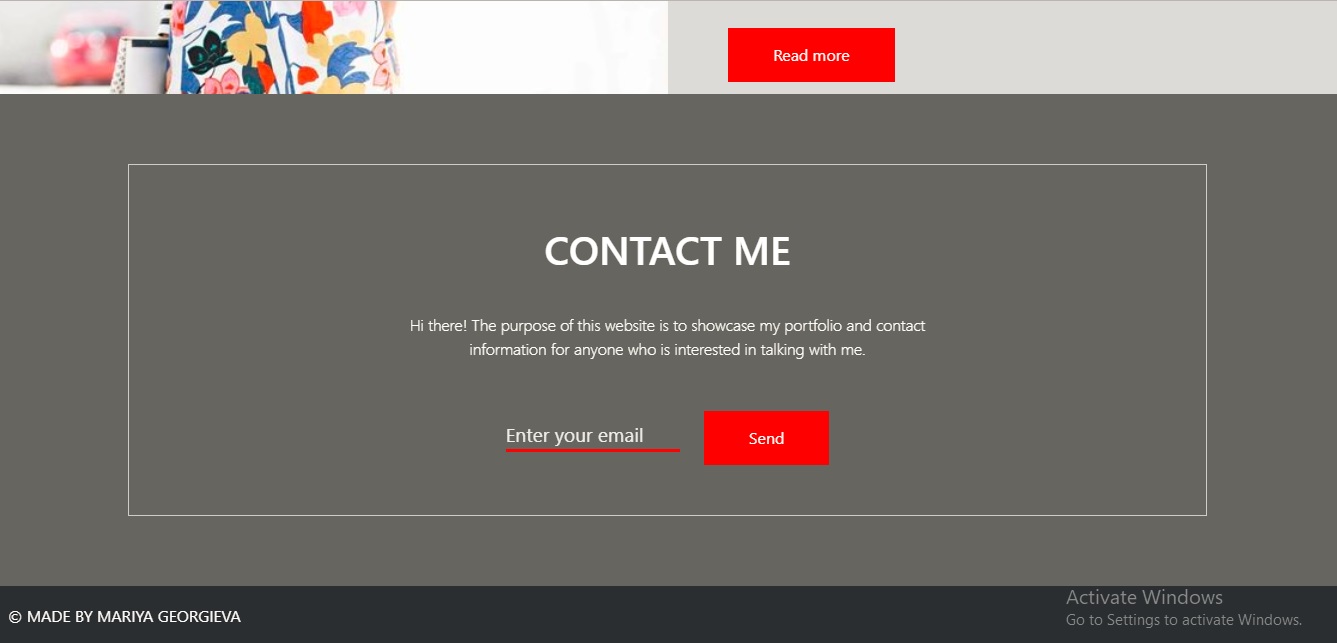 Read more
CONTACT ME
Hi there! The purpose of this website is to showcase my portfolio and contact
information for anyone who is interested in talking with me.
Enter your email
Send
© MADE BY MARIYA GEORGIEVA
Activate Windows
Go to Settings to activate Windows.